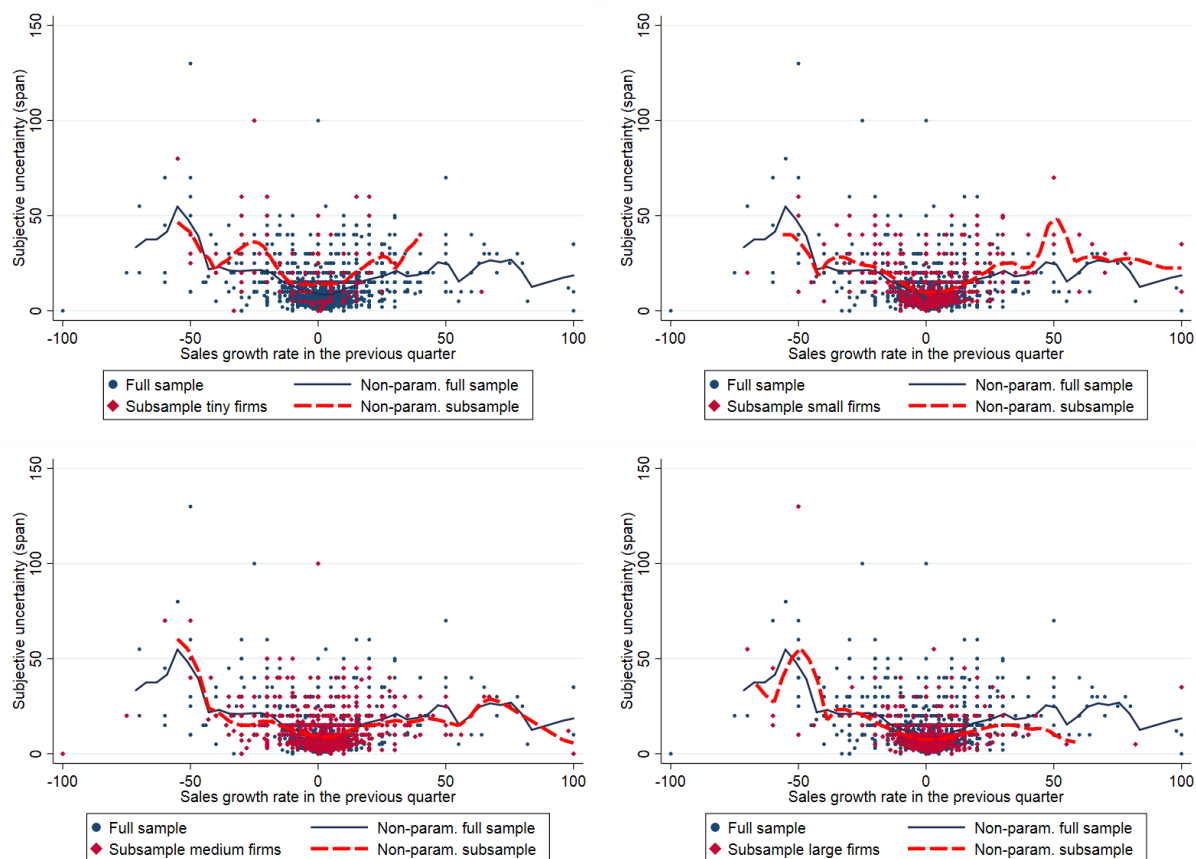 Subjective uncertainty (span)
150
100
50
0
-100 -50 0 50 100
Sales growth rate in the previous quarter
Full sample Non-param. full sample
Subsample tiny firms Non-param. subsample
Subjective uncertainty (span)
150
100
50
0
-100 -50 0 50 100
Sales growth rate in the previous quarter
Full sample Non-param. full sample
Subsample small firms Non-param. subsample
Subjective uncertainty (span)
150
100
50
0
-100 -50 0 50 100
Sales growth rate in the previous quarter
Full sample Non-param. full sample
Subsample medium firms Non-param. subsample
Subjective uncertainty (span)
150
100
50
0
-100 -50 0 50 100
Sales growth rate in the previous quarter
Full sample Non-param. full sample
Subsample large firms Non-param. subsample